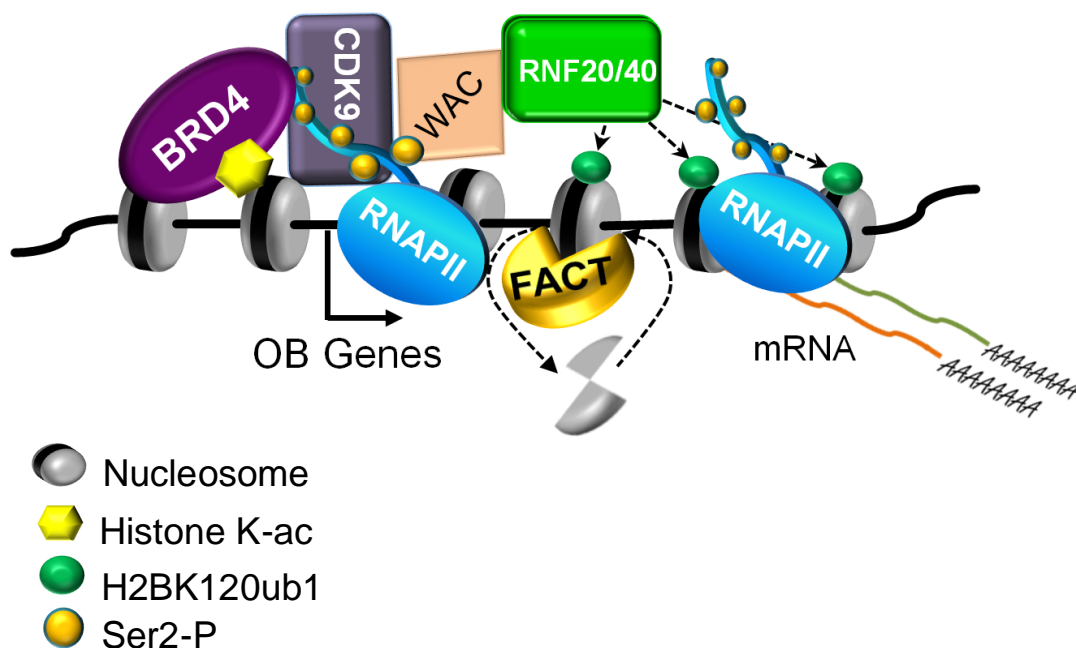 BRD4
CDK9
WAC
RNF20/40
RNAPII
RNAPII
FACT
OB Genes
mRNA
AAAAAAAA
AAAAAAAA
Nucleosome
Histone K-ac
H2BK120ub1
Ser2-P